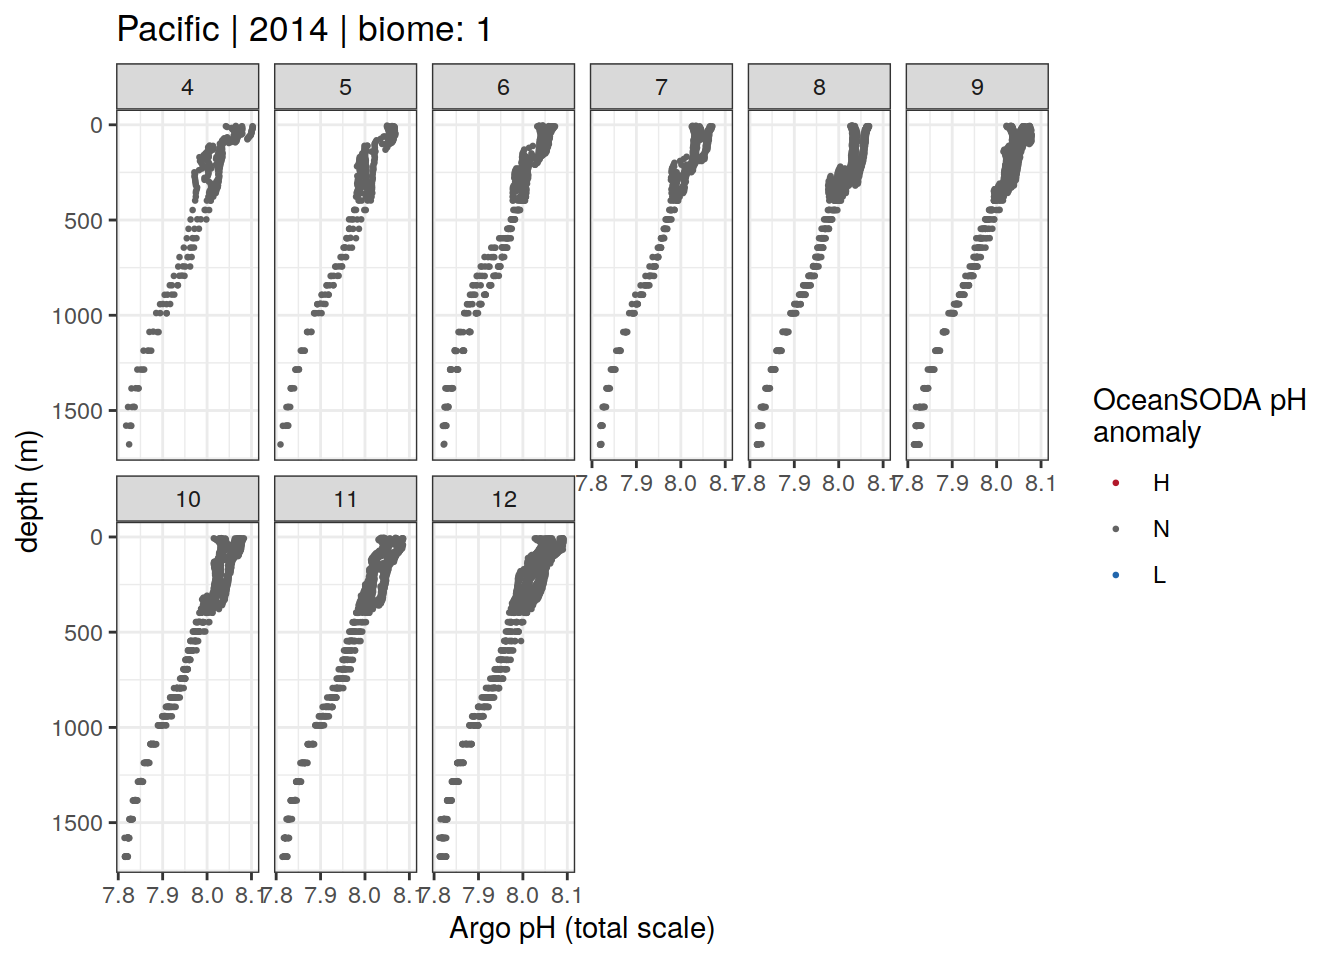 Pacific | 2014 | biome: 1
4 5 6 7 8 9
0
500
1000
1500
7.8 7.9 8.0 8.1 7.8 7.9 8.0 8.1 7.8 7.9 8.0 8.1
10 11 12
0
500
1000
1500
7.8 7.9 8.0 8.1 7.8 7.9 8.0 8.1 7.8 7.9 8.0 8.1
depth (m)
Argo pH (total scale)
OceanSODA pH
anomaly
H
N
L